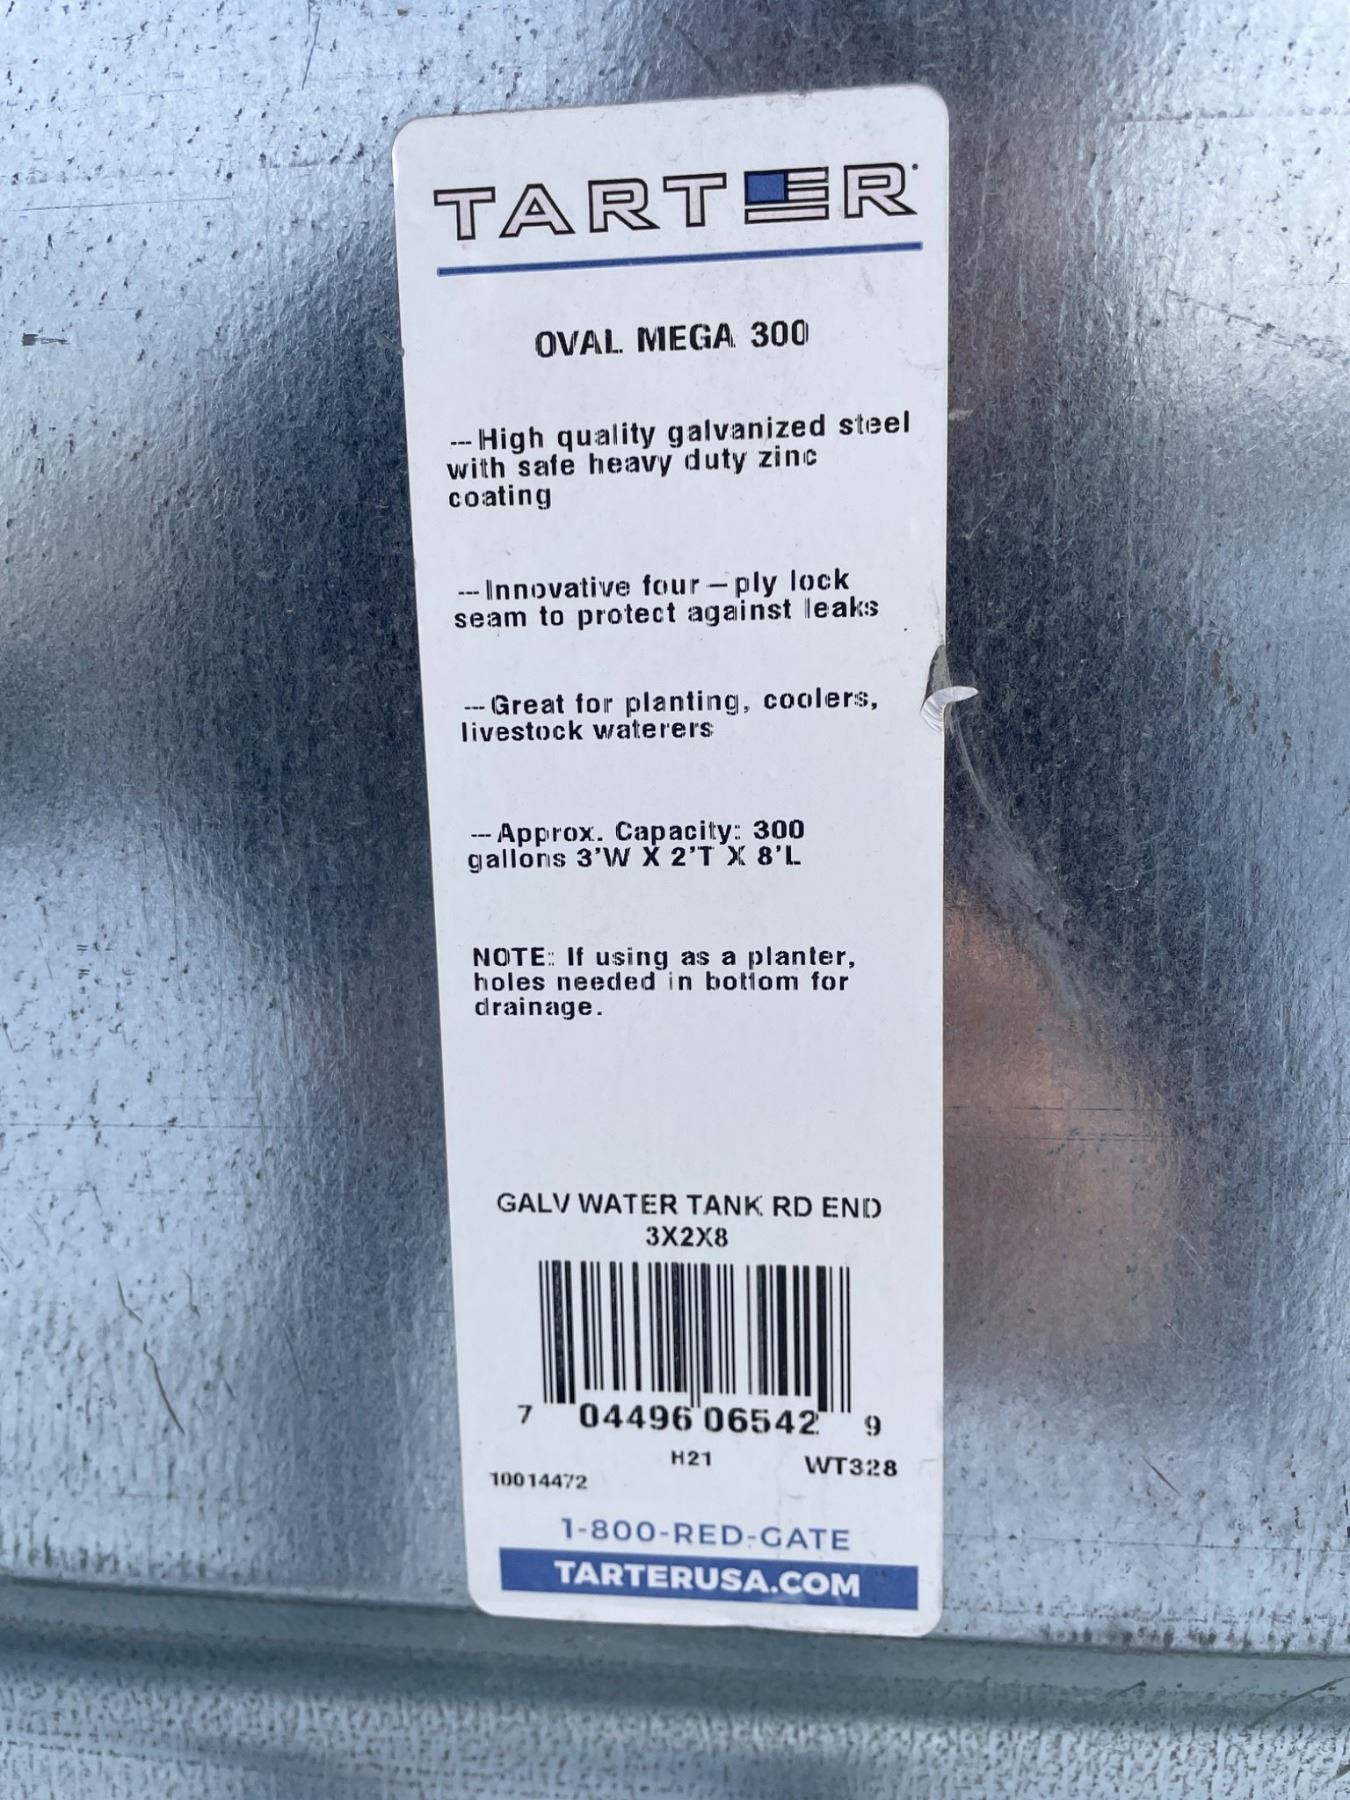 TARTER
OVAL MEGA 300
--- High quality galvanized steel
with safe heavy duty zinc
coating
--- Innovative four – ply lock
seam to protect against leaks
--- Great for planting, coolers,
livestock waterers
--- Approx. Capacity: 300
gallons 3'W X 2'T X 8'L
NOTE: If using as a planter,
holes needed in bottom for
drainage.
GALV WATER TANK RD END
3X2X8
7 04496 06542 9
H21
WT328
10014472
1-800-RED-GATE
TARTERUSA.COM